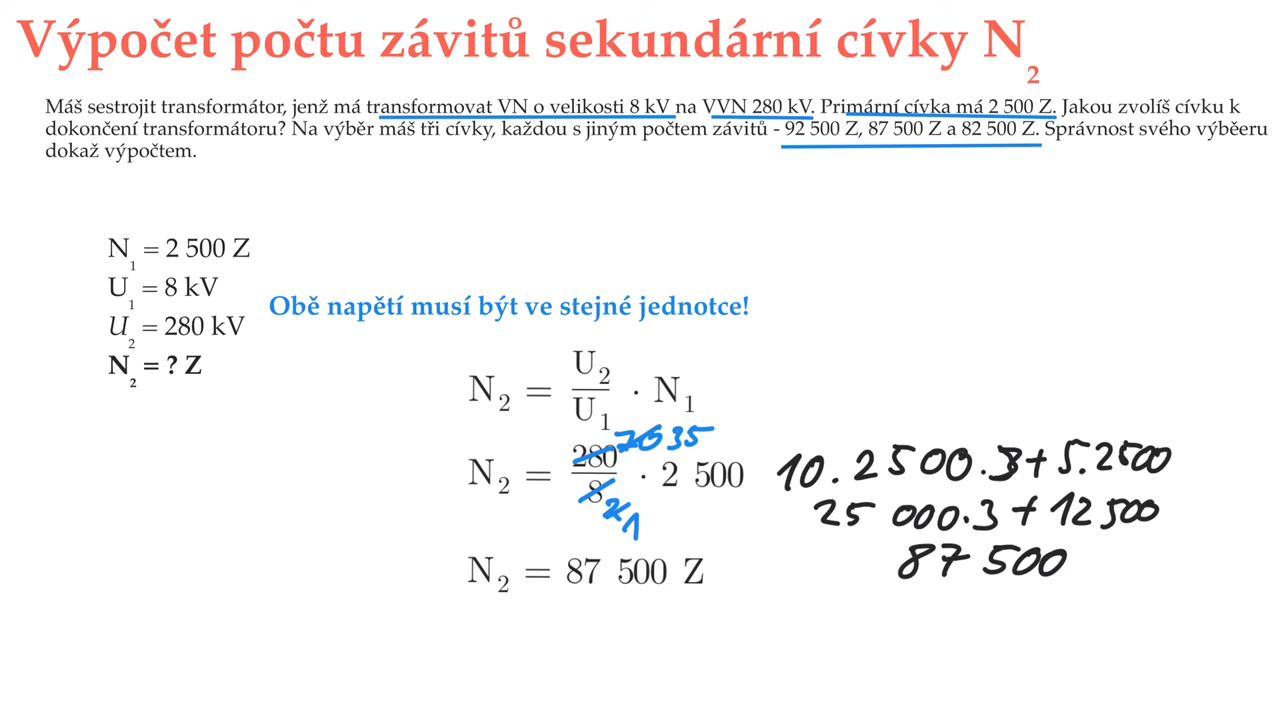 Výpočet počtu závitů sekundární cívky N₂
Máš sestrojit transformátor, jenž má transformovat VN o velikosti 8 kV na VVN 280 kV. Primární cívka má 2 500 Z. Jakou zvolíš cívku k
dokončení transformátoru? Na výběr máš tři cívky, každou s jiným počtem závitů - 92 500 Z, 87 500 Z a 82 500 Z. Správnost svého výběeru
dokaž výpočtem.
N₁ = 2 500 Z
U₁ = 8 kV
Obě napětí musí být ve stejné jednotce!
U₂ = 280 kV
N₂ = ? Z
N₂ = U₂/U₁ · N₁
70 35
N₂ = 280/8 · 2 500
2 1
N₂ = 87 500 Z
10.2500.3+5.2500
25 000.3+12 500
87 500